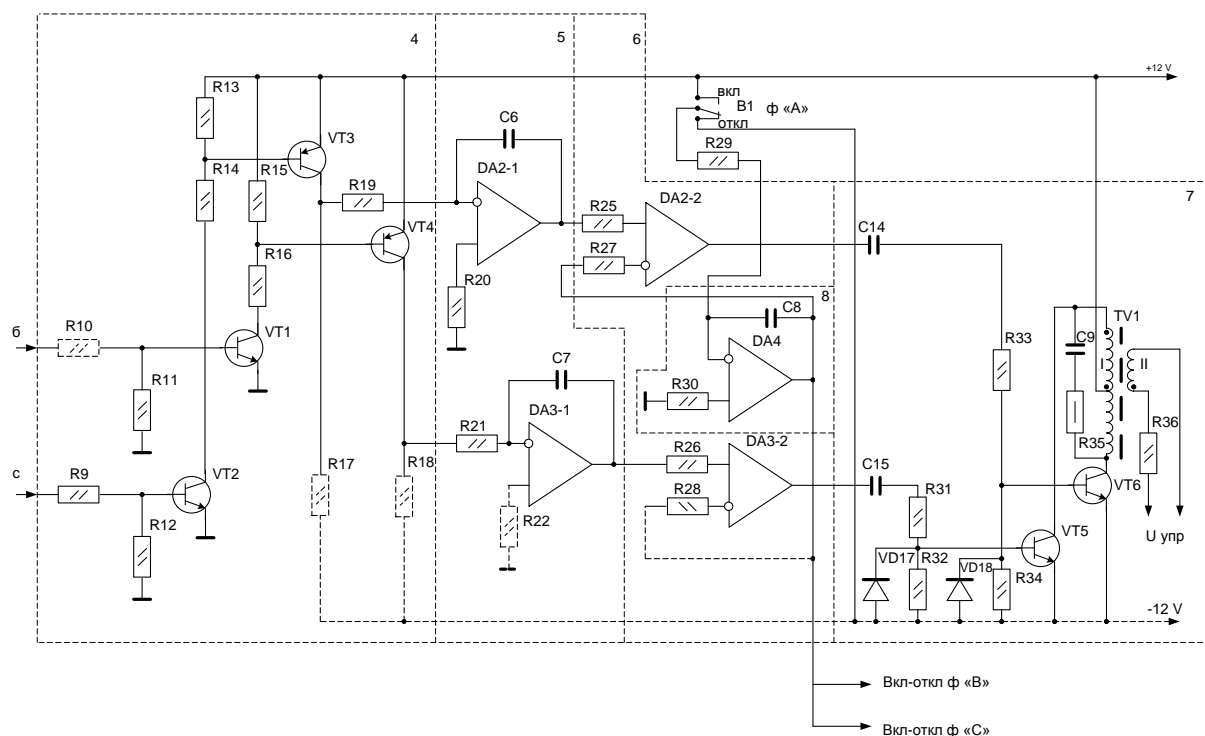 4
5
6
+12 V
R13
вкл
B1
ф «А»
откл
C6
VT3
R29
R14
R15
DA2-1
R19
DA2-2
7
R25
VT4
C14
R27
R16
R20
8
б
R10
VT1
C8
TV1
DA4
R33
C9
I
II
R11
C7
R30
DA3-1
R36
R9
R21
DA3-2
R35
с
VT2
R26
C15
R17
R18
VT6
R28
R31
R12
R22
U упр
VT5
VD17
R32
VD18
R34
-12 V
Вкл-откл ф «В»
Вкл-откл ф «С»